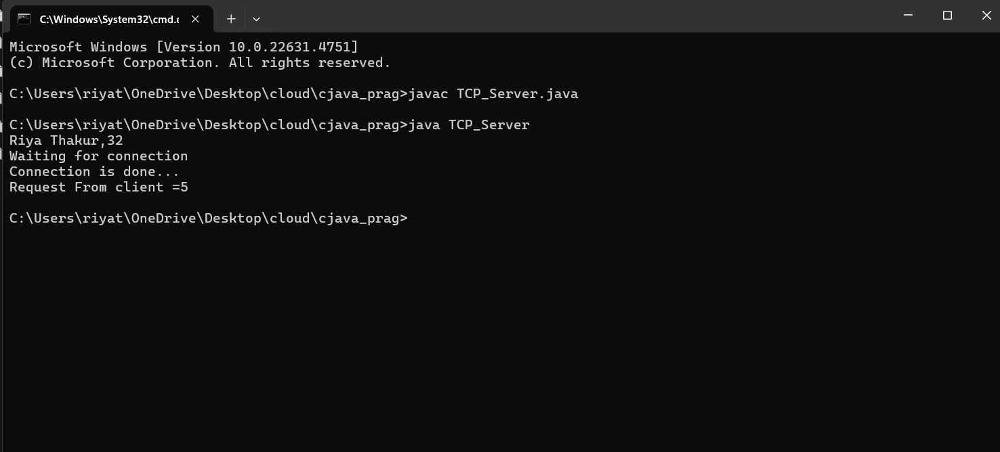 C:\Windows\System32\cmd.e
Microsoft Windows [Version 10.0.22631.4751]
(c) Microsoft Corporation. All rights reserved.
C:\Users\riyat\OneDrive\Desktop\cloud\cjava_prag>javac TCP_Server.java
C:\Users\riyat\OneDrive\Desktop\cloud\cjava_prag>java TCP_Server
Riya Thakur,32
Waiting for connection
Connection is done...
Request From client =5
C:\Users\riyat\OneDrive\Desktop\cloud\cjava_prag>